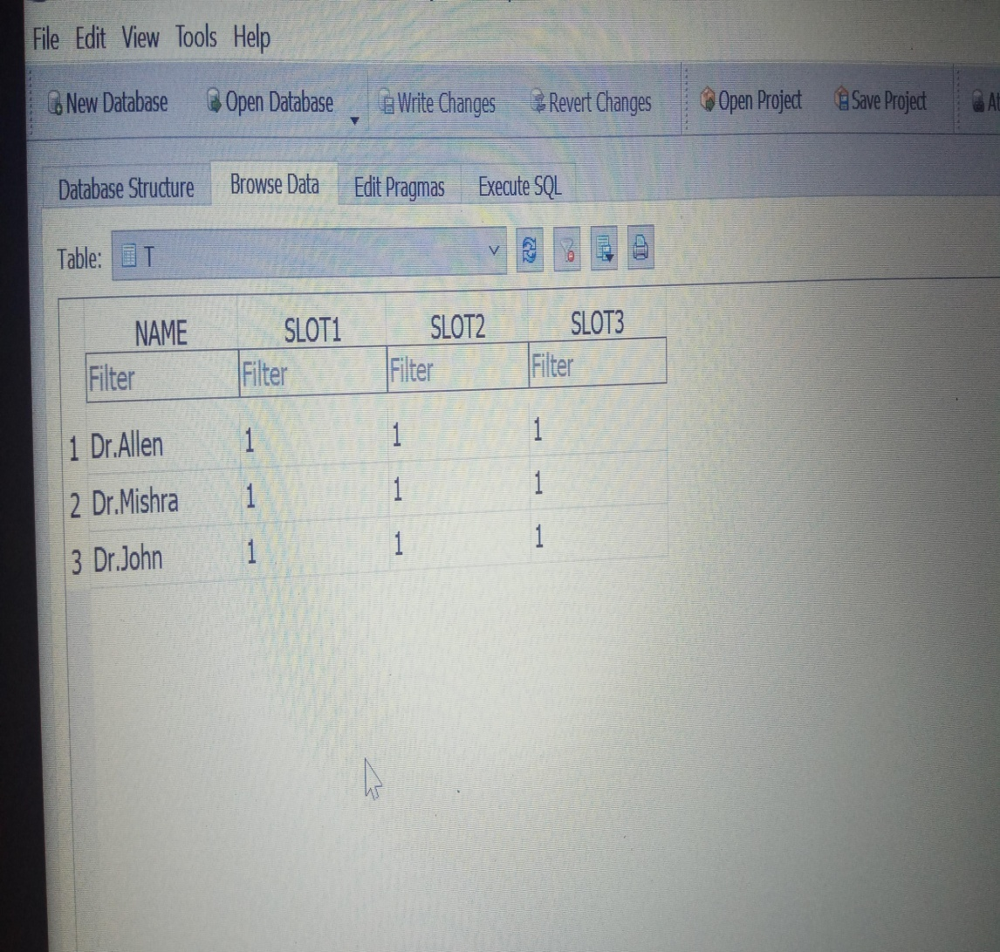 File Edit View Tools Help
New Database Open Database Write Changes Revert Changes Open Project Save Project
Database Structure Browse Data Edit Pragmas Execute SQL
Table: T
NAME SLOT1 SLOT2 SLOT3
Filter Filter Filter Filter
1 Dr.Allen 1 1 1
2 Dr.Mishra 1 1 1
3 Dr.John 1 1 1